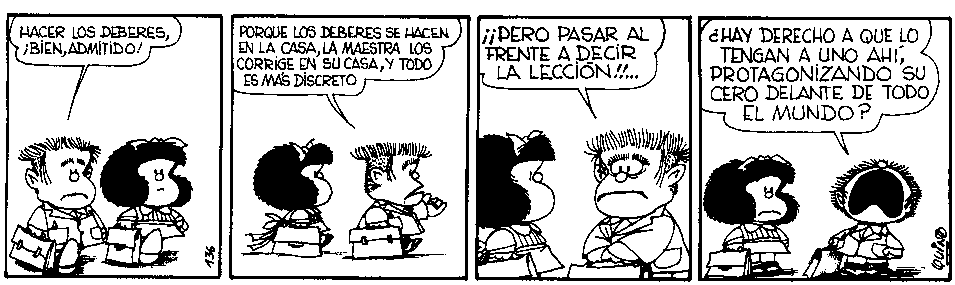 HACER LOS DEBERES,
¡BIEN, ADMITIDO!
136
PORQUE LOS DEBERES SE HACEN
EN LA CASA, LA MAESTRA LOS
CORRIGE EN SU CASA, Y TODO
ES MAS DISCRETO
¡¡PERO PASAR AL
FRENTE A DECIR
LA LECCIÓN!!...
¿HAY DERECHO A QUE LO
TENGAN A UNO AHÍ,
PROTAGONIZANDO SU
CERO DELANTE DE TODO
EL MUNDO?
QUINO